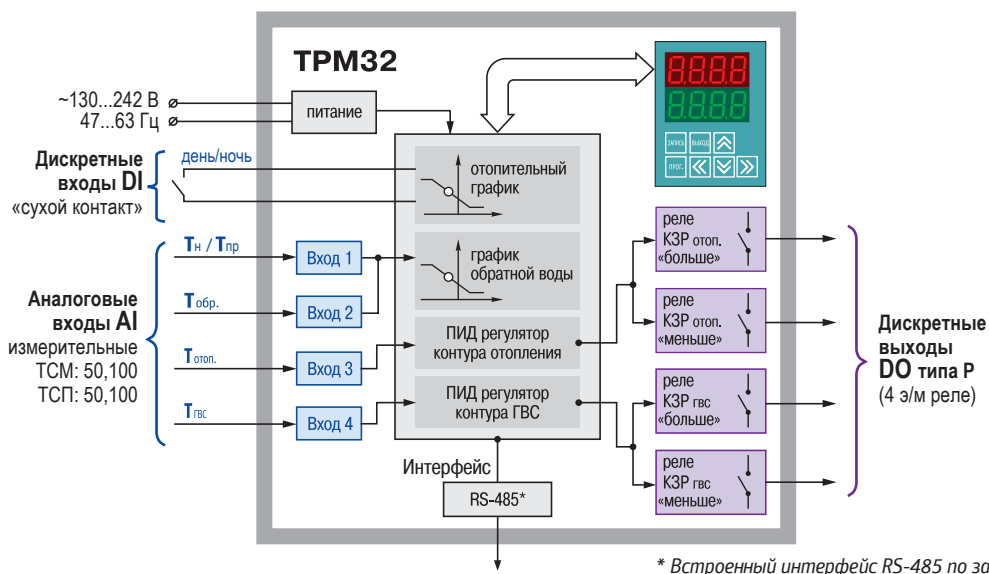 ТРМ32
~130...242 В
47...63 Гц
питание
Дискретные
входы DI
«сухой контакт»
день/ночь
отопительный
график
8.8.8.8
8.8.8.8
ЗАПИСЬ ВЫХОД
ПРОГ.
Аналоговые
входы AI
измерительные
ТСМ: 50,100
ТСП: 50,100
Тн / Тпр
Тобр.
Тотоп.
ТГВС
Вход 1
Вход 2
Вход 3
Вход 4
график
обратной воды
ПИД регулятор
контура отопления
ПИД регулятор
контура ГВС
реле
КЗР отоп.
«больше»
реле
КЗР отоп.
«меньше»
реле
КЗР гвс
«больше»
реле
КЗР гвс
«меньше»
Дискретные
выходы
DO типа Р
(4 э/м реле)
Интерфейс
RS-485*
* Встроенный интерфейс RS-485 по